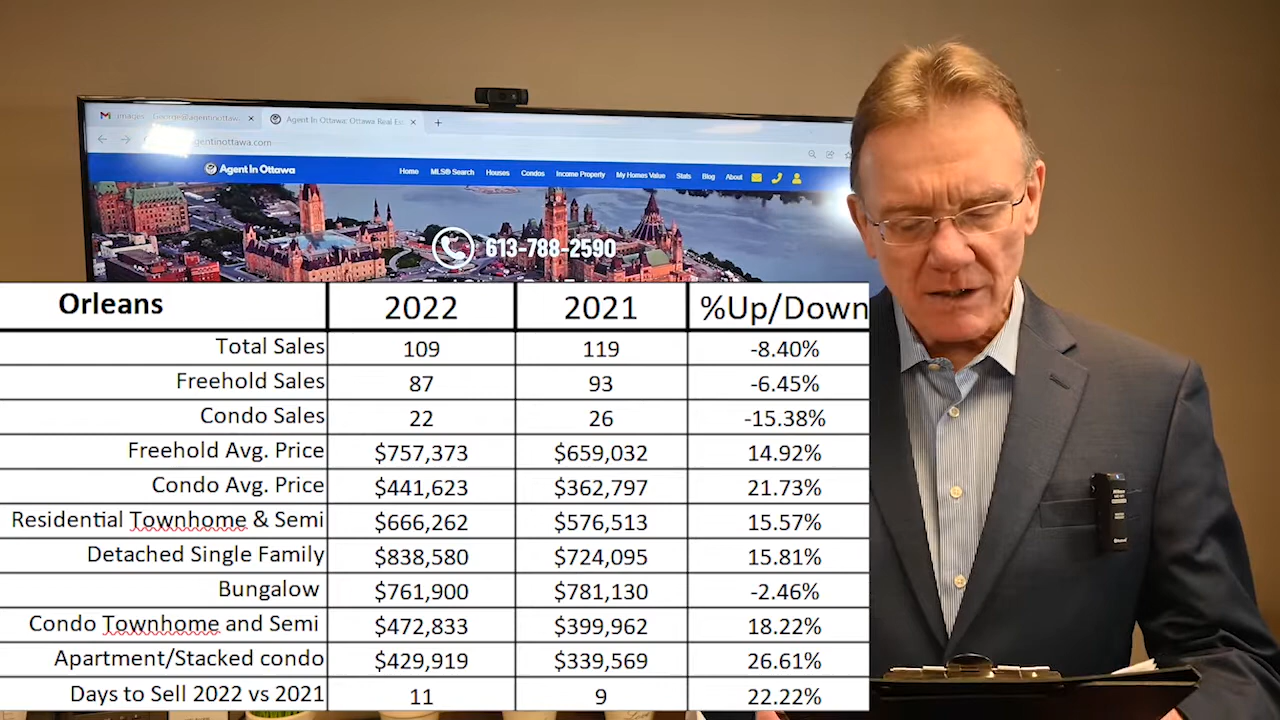 Images George@agentinottaw... Agent In Ottawa: Ottawa Real Es
gentinottawa.com
Agent In Ottawa Home MLS® Search Houses Condos Income Property My Homes Value Stats Blog About
613-788-2590
Orleans 2022 2021 %Up/Down
Total Sales 109 119 -8.40%
Freehold Sales 87 93 -6.45%
Condo Sales 22 26 -15.38%
Freehold Avg. Price $757,373 $659,032 14.92%
Condo Avg. Price $441,623 $362,797 21.73%
Residential Townhome & Semi $666,262 $576,513 15.57%
Detached Single Family $838,580 $724,095 15.81%
Bungalow $761,900 $781,130 -2.46%
Condo Townhome and Semi $472,833 $399,962 18.22%
Apartment/Stacked condo $429,919 $339,569 26.61%
Days to Sell 2022 vs 2021 11 9 22.22%